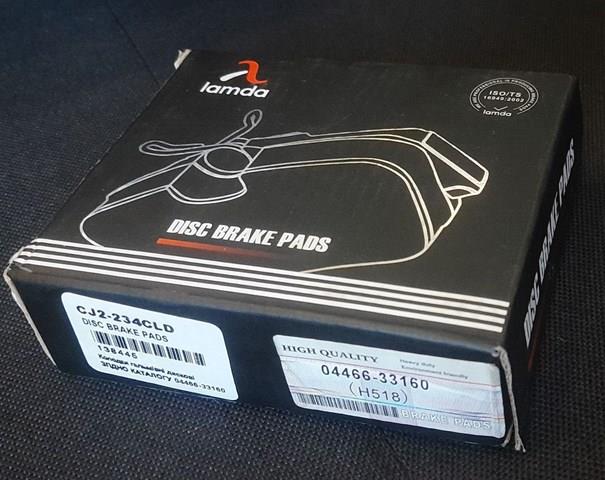 lamda
ISO/TS
16949:2002
lamda
DISC BRAKE PADS
DISC BRAKE PADS
CJ2-234CLD
DISC BRAKE PADS
138445
Колодки гальмівні дискові
ЗГІДНО КАТАЛОГУ 04466-33160
HIGH QUALITY
Heavy duty
Environment friendly
04466-33160
(H518)
BRAKE PADS